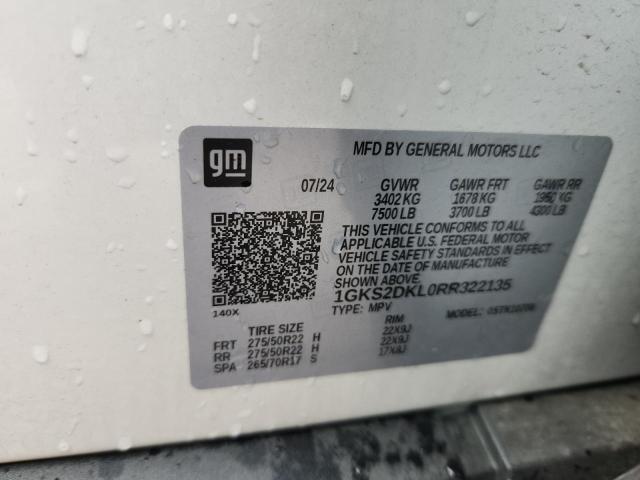 gm
MFD BY GENERAL MOTORS LLC
07/24 GVWR GAWR FRT GAWR RR
3402 KG 1678 KG 1950 KG
7500 LB 3700 LB 4300 LB
THIS VEHICLE CONFORMS TO ALL
APPLICABLE U.S. FEDERAL MOTOR
VEHICLE SAFETY STANDARDS IN EFFECT
ON THE DATE OF MANUFACTURE
SHOWN ABOVE.
1GKS2DKL0RR322135
TYPE: MPV MODEL:
140X
TIRE SIZE RIM
FRT 275/50R22 H 22X9J
RR 275/50R22 H 22X9J
SPA 265/70R17 S 17X8J